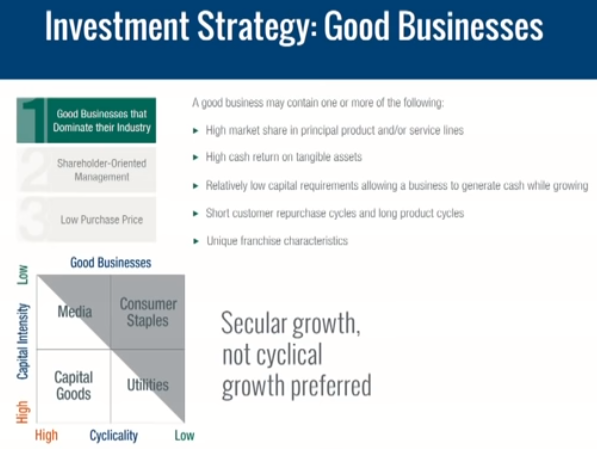 Investment Strategy: Good Businesses
1
Good Businesses that
Dominate their Industry
2
Shareholder-Oriented
Management
3
Low Purchase Price
A good business may contain one or more of the following:
High market share in principal product and/or service lines
High cash return on tangible assets
Relatively low capital requirements allowing a business to generate cash while growing
Short customer repurchase cycles and long product cycles
Unique franchise characteristics
Good Businesses
Low
Capital Intensity
High
Media
Consumer
Staples
Capital
Goods
Utilities
High
Cyclicality
Low
Secular growth,
not cyclical
growth preferred